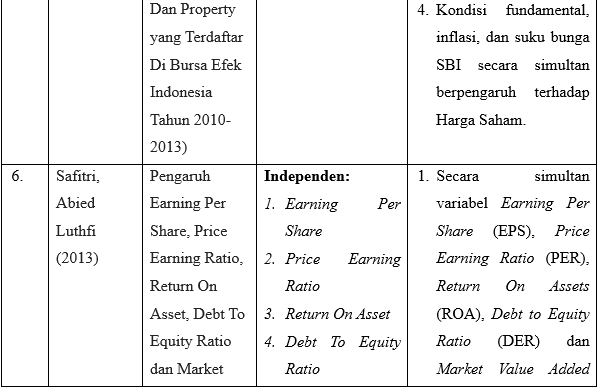 Dan Property
yang Terdaftar
Di Bursa Efek
Indonesia
Tahun 2010-
2013)
4. Kondisi fundamental,
inflasi, dan suku bunga
SBI secara simultan
berpengaruh terhadap
Harga Saham.
6.
Safitri,
Abied
Luthfi
(2013)
Pengaruh
Earning Per
Share, Price
Earning Ratio,
Return On
Asset, Debt To
Equity Ratio
dan Market
Independen:
1. Earning Per
Share
2. Price Earning
Ratio
3. Return On Asset
4. Debt To Equity
Ratio
1. Secara simultan
variabel Earning Per
Share (EPS), Price
Earning Ratio (PER),
Return On Assets
(ROA), Debt to Equity
Ratio (DER) dan
Market Value Added